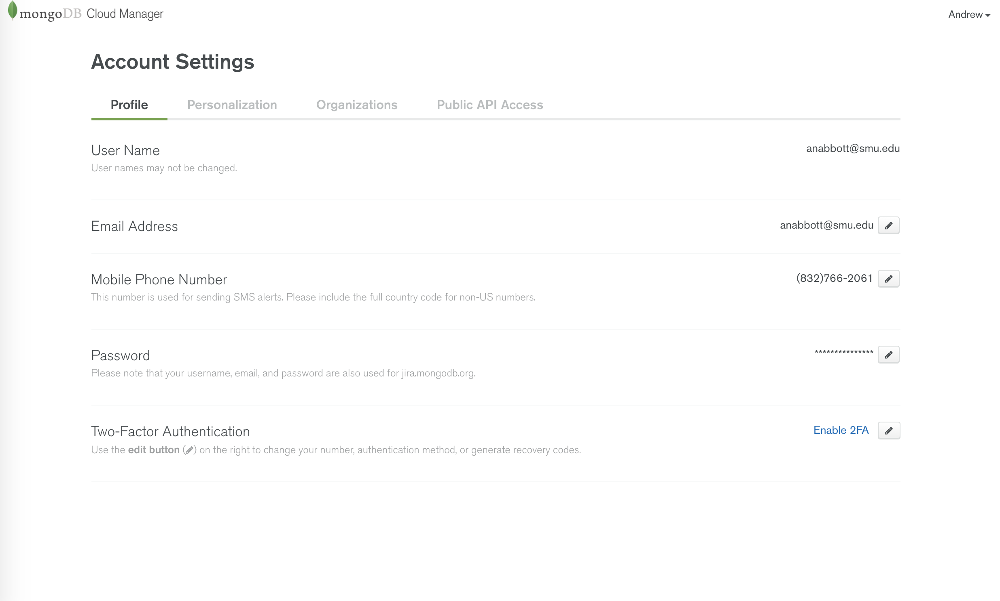 mongoDB Cloud Manager
Andrew
Account Settings
Profile Personalization Organizations Public API Access
User Name anabbott@smu.edu
User names may not be changed.
Email Address anabbott@smu.edu
Mobile Phone Number (832)766-2061
This number is used for sending SMS alerts. Please include the full country code for non-US numbers.
Password ***************
Please note that your username, email, and password are also used for jira.mongodb.org.
Two-Factor Authentication Enable 2FA
Use the edit button () on the right to change your number, authentication method, or generate recovery codes.